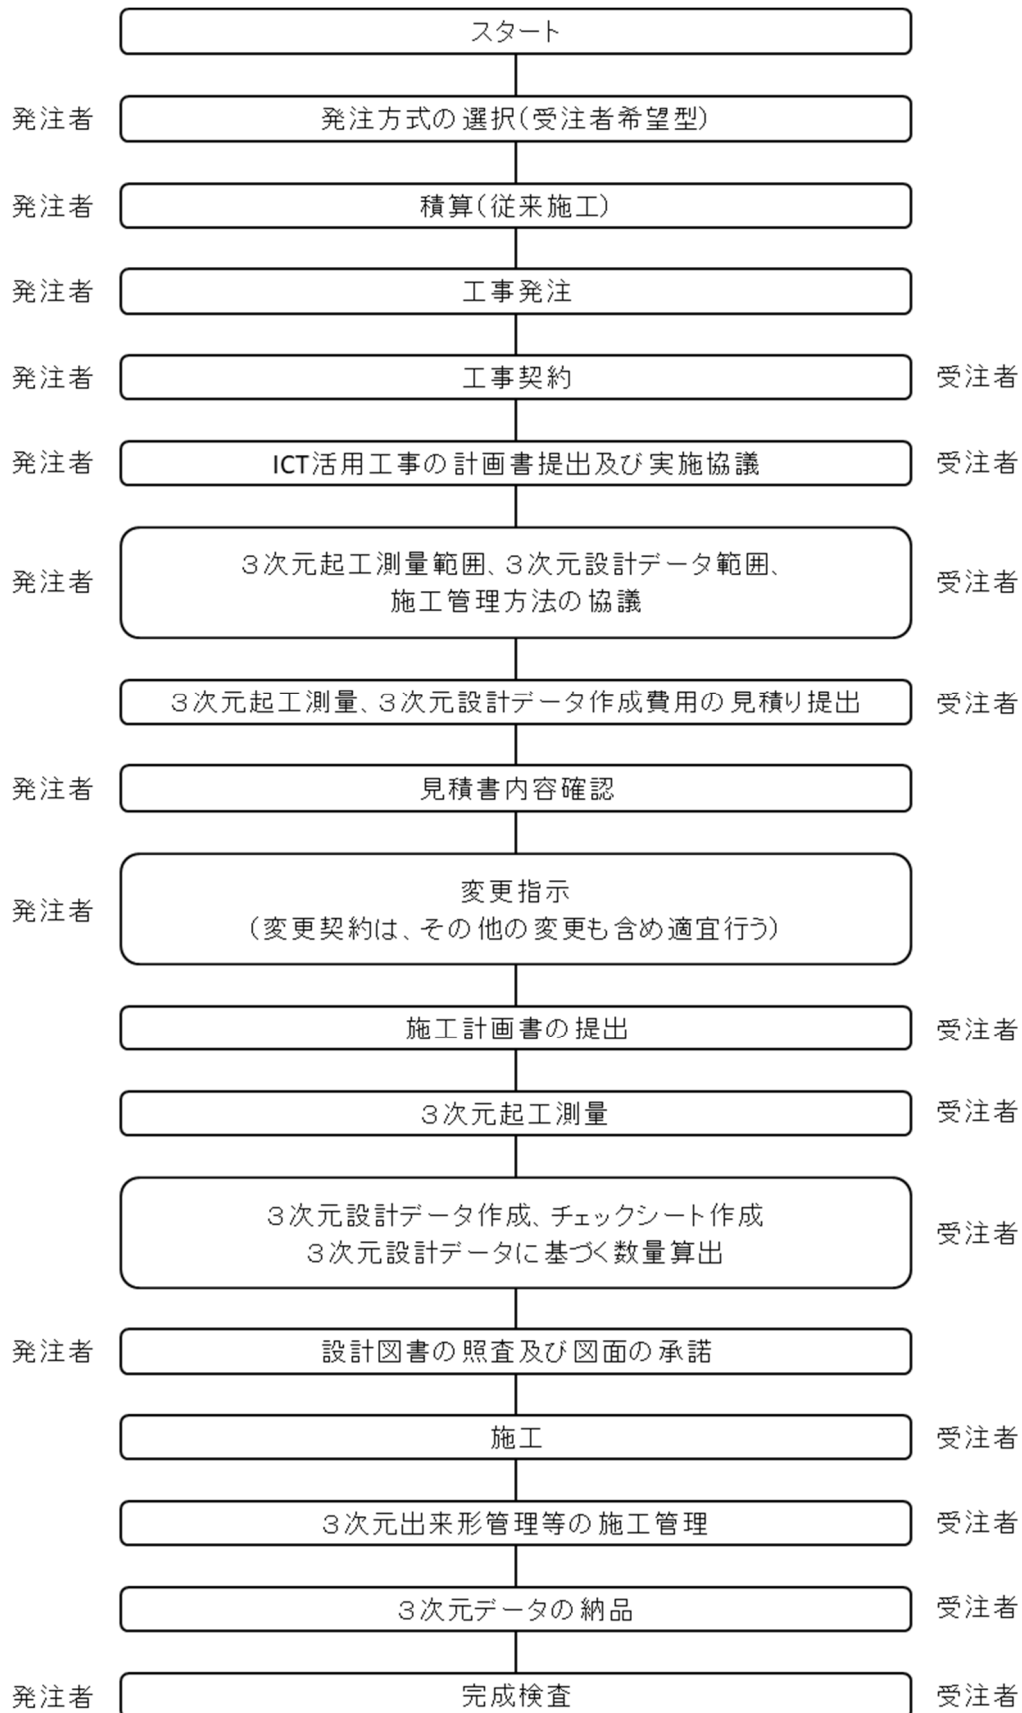 スタート
発注者 発注方式の選択(受注者希望型)
発注者 積算(従来施工)
発注者 工事発注
発注者 工事契約 受注者
発注者 ICT活用工事の計画書提出及び実施協議 受注者
3次元起工測量範囲、3次元設計データ範囲、
発注者 施工管理方法の協議 受注者
3次元起工測量、3次元設計データ作成費用の見積り提出 受注者
発注者 見積書内容確認
変更指示
発注者 (変更契約は、その他の変更も含め適宜行う)
施工計画書の提出 受注者
3次元起工測量 受注者
3次元設計データ作成、チェックシート作成
3次元設計データに基づく数量算出 受注者
発注者 設計図書の照査及び図面の承諾
施工 受注者
3次元出来形管理等の施工管理 受注者
3次元データの納品 受注者
発注者 完成検査 受注者